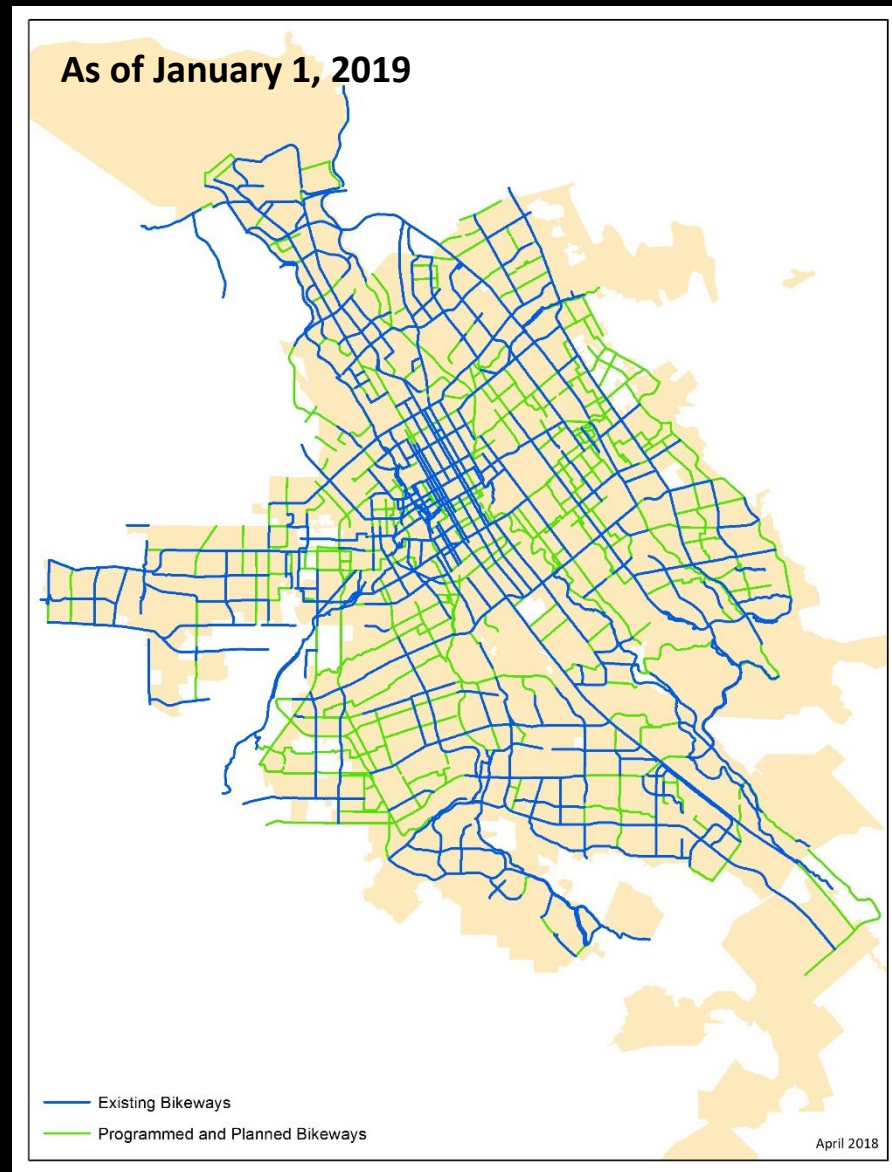 As of January 1, 2019
Existing Bikeways
Programmed and Planned Bikeways
April 2018